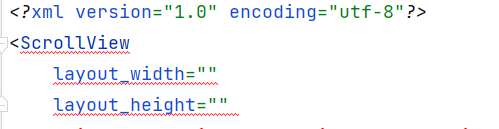 <?xml version="1.0" encoding="utf-8"?>
<ScrollView
layout_width=""
layout_height=""